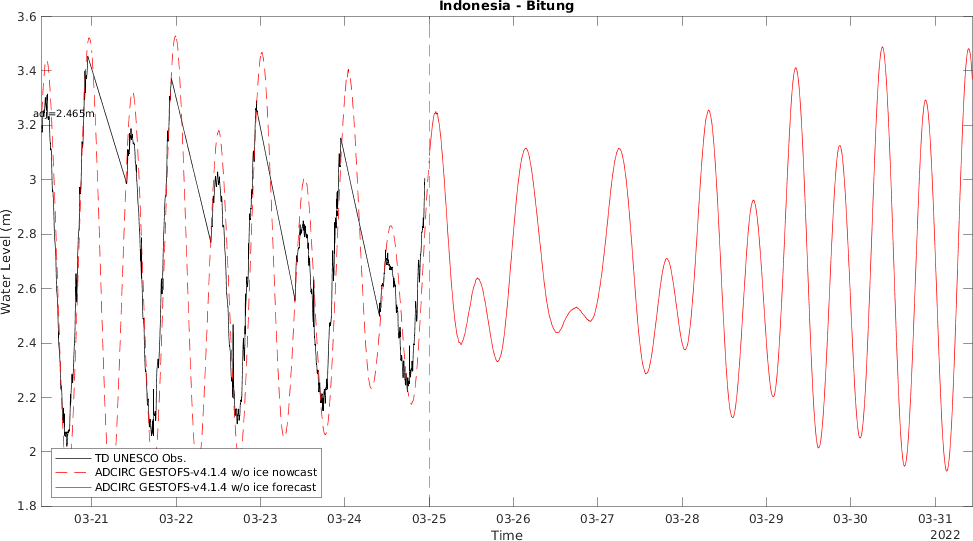 Indonesia - Bitung
3.6
3.4
3.2
3
2.8
2.6
2.4
2.2
2
1.8
Water Level (m)
TD UNESCO Obs.
ADCIRC GESTOFS-v4.1.4 w/o ice nowcast
ADCIRC GESTOFS-v4.1.4 w/o ice forecast
03-21 03-22 03-23 03-24 03-25 03-26 03-27 03-28 03-29 03-30 03-31
Time
2022